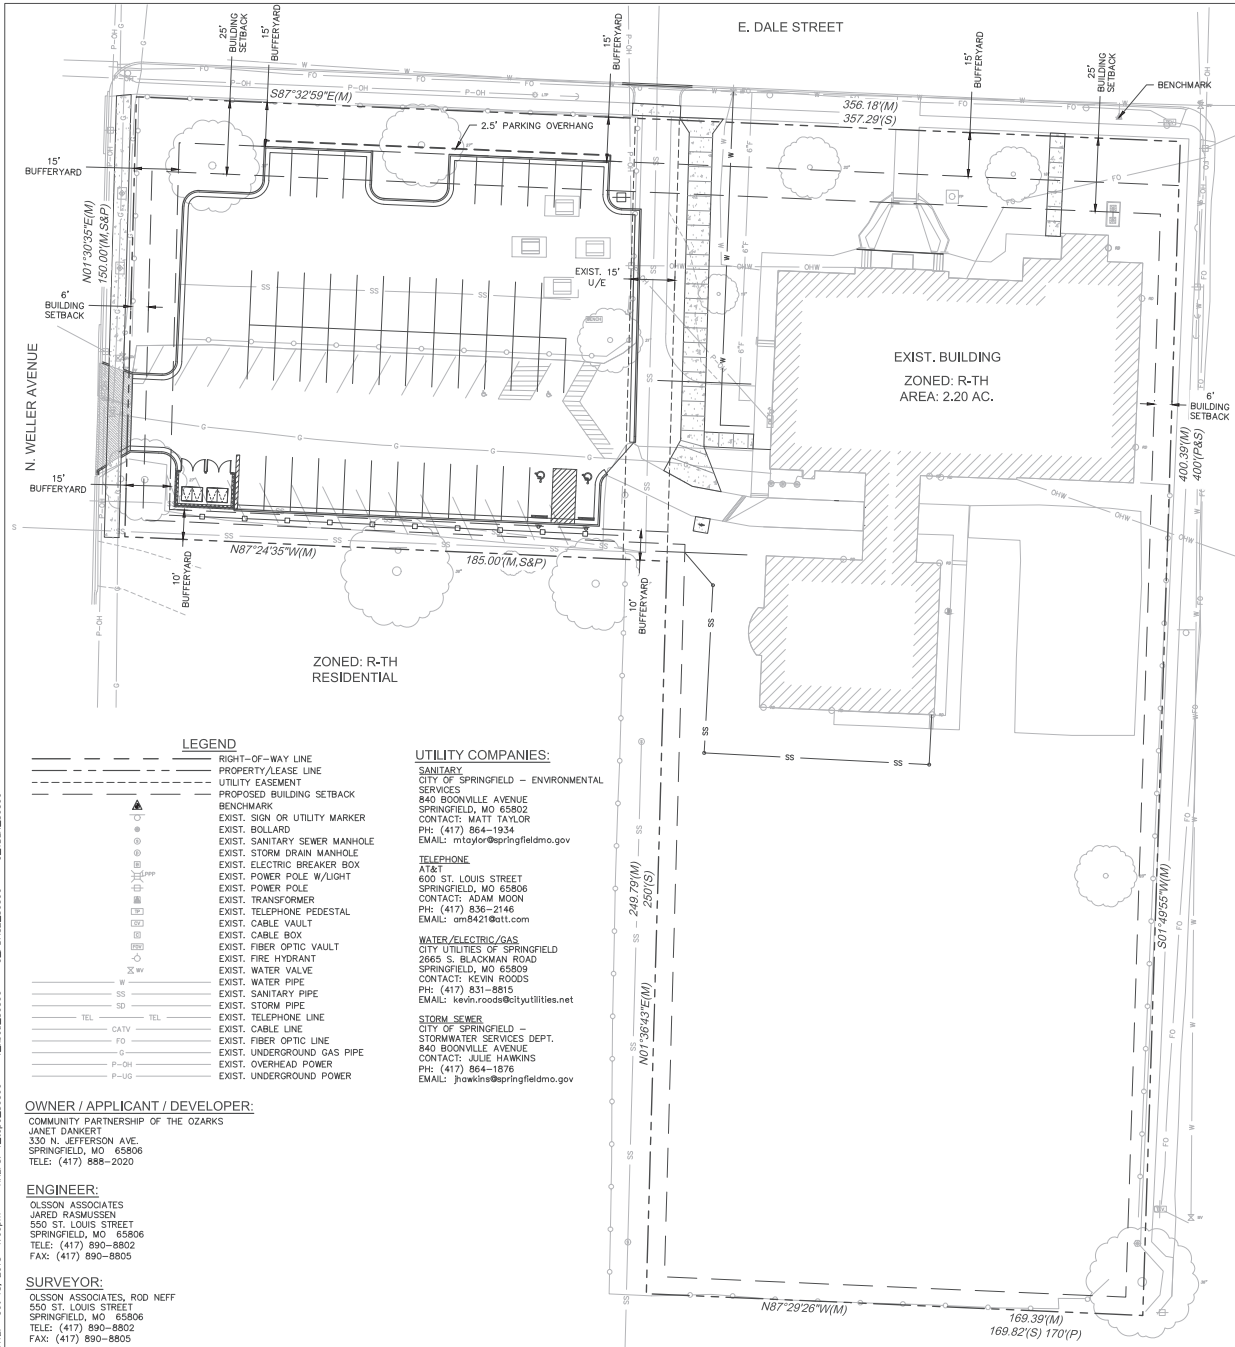 E. DALE STREET
25'
BUILDING
SETBACK
15'
BUFFERYARD
15'
BUFFERYARD
15'
BUFFERYARD
25'
BUILDING
SETBACK
BENCHMARK
S87°32'59"E(M)
356.18'(M)
357.29'(S)
2.5' PARKING OVERHANG
15'
BUFFERYARD
N01°30'35"E(M)
150.00'(M,S&P)
EXIST. 15'
U/E
6'
BUILDING
SETBACK
N. WELLER AVENUE
EXIST. BUILDING
ZONED: R-TH
AREA: 2.20 AC.
6'
BUILDING
SETBACK
400.39'(M)
400'(P&S)
15'
BUFFERYARD
N87°24'35"W(M)
185.00'(M,S&P)
10'
BUFFERYARD
10'
BUFFERYARD
ZONED: R-TH
RESIDENTIAL
LEGEND
RIGHT-OF-WAY LINE
PROPERTY/LEASE LINE
UTILITY EASEMENT
PROPOSED BUILDING SETBACK
BENCHMARK
EXIST. SIGN OR UTILITY MARKER
EXIST. BOLLARD
EXIST. SANITARY SEWER MANHOLE
EXIST. STORM DRAIN MANHOLE
EXIST. ELECTRIC BREAKER BOX
EXIST. POWER POLE W/LIGHT
EXIST. POWER POLE
EXIST. TRANSFORMER
EXIST. TELEPHONE PEDESTAL
EXIST. CABLE VAULT
EXIST. CABLE BOX
EXIST. FIBER OPTIC VAULT
EXIST. FIRE HYDRANT
WV EXIST. WATER VALVE
W EXIST. WATER PIPE
SS EXIST. SANITARY PIPE
SD EXIST. STORM PIPE
TEL TEL EXIST. TELEPHONE LINE
CATV EXIST. CABLE LINE
FO EXIST. FIBER OPTIC LINE
G EXIST. UNDERGROUND GAS PIPE
P-OH EXIST. OVERHEAD POWER
P-UG EXIST. UNDERGROUND POWER
UTILITY COMPANIES:
SANITARY
CITY OF SPRINGFIELD - ENVIRONMENTAL
SERVICES
840 BOONVILLE AVENUE
SPRINGFIELD, MO 65802
CONTACT: MATT TAYLOR
PH: (417) 864-1934
EMAIL: mtaylor@springfieldmo.gov
TELEPHONE
AT&T
600 ST. LOUIS STREET
SPRINGFIELD, MO 65806
CONTACT: ADAM MOON
PH: (417) 836-2146
EMAIL: am8421@att.com
WATER/ELECTRIC/GAS
CITY UTILITIES OF SPRINGFIELD
2665 S. BLACKMAN ROAD
SPRINGFIELD, MO 65809
CONTACT: KEVIN ROODS
PH: (417) 831-8815
EMAIL: kevin.roods@cityutilities.net
STORM SEWER
CITY OF SPRINGFIELD -
STORMWATER SERVICES DEPT.
840 BOONVILLE AVENUE
CONTACT: JULIE HAWKINS
PH: (417) 864-1876
EMAIL: jhawkins@springfieldmo.gov
249.79'(M)
250'(S)
N01°36'43"E(M)
S01°49'55"W(M)
OWNER / APPLICANT / DEVELOPER:
COMMUNITY PARTNERSHIP OF THE OZARKS
JANET DANKERT
330 N. JEFFERSON AVE.
SPRINGFIELD, MO 65806
TELE: (417) 888-2020
ENGINEER:
OLSSON ASSOCIATES
JARED RASMUSSEN
550 ST. LOUIS STREET
SPRINGFIELD, MO 65806
TELE: (417) 890-8802
FAX: (417) 890-8805
SURVEYOR:
OLSSON ASSOCIATES, ROD NEFF
550 ST. LOUIS STREET
SPRINGFIELD, MO 65806
TELE: (417) 890-8802
FAX: (417) 890-8805
N87°29'26"W(M)
169.39'(M)
169.82'(S) 170'(P)